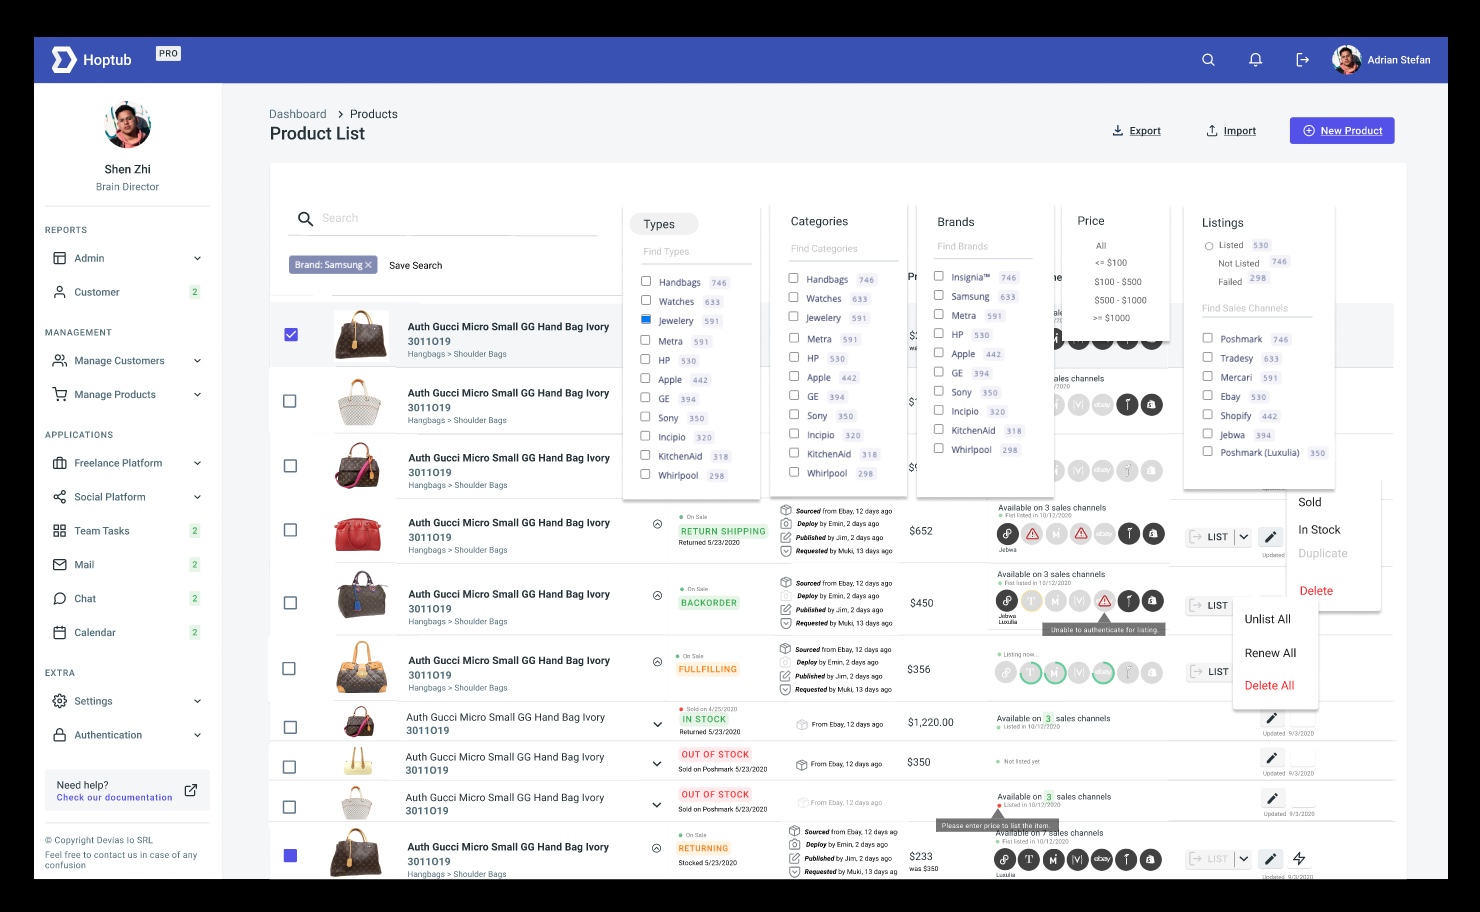 Hoptub
PRO
Adrian Stefan
Shen Zhi
Brain Director
REPORTS
Admin
Customer 2
MANAGEMENT
Manage Customers
Manage Products
APPLICATIONS
Freelance Platform
Social Platform
Team Tasks 2
Mail 2
Chat 2
Calendar 2
EXTRA
Settings
Authentication
Need help?
Check our documentation
© Copyright Devias Io SRL
Feel free to contact us in case of any
confusion
Dashboard > Products
Product List
Export
Import
New Product
Search
Brand: Samsung ×
Save Search
Types
Find Types
Handbags 746
Watches 633
Jewelery 591
Metra 591
HP 530
Apple 442
GE 394
Sony 350
Incipio 320
KitchenAid 318
Whirlpool 298
Categories
Find Categories
Handbags 746
Watches 633
Jewelery 591
Metra 591
HP 530
Apple 442
GE 394
Sony 350
Incipio 320
KitchenAid 318
Whirlpool 298
Brands
Find Brands
Insignia™ 746
Samsung 633
Metra 591
HP 530
Apple 442
GE 394
Sony 350
Incipio 320
KitchenAid 318
Whirlpool 298
Price
All
<= $100
$100 - $500
$500 - $1000
>= $1000
Listings
Listed 530
Not Listed 746
Failed 298
Find Sales Channels
Poshmark 746
Tradesy 633
Mercari 591
Ebay 530
Shopify 442
Jebwa 394
Poshmark (Luxulia) 350
Auth Gucci Micro Small GG Hand Bag Ivory
3011O19
Hangbags > Shoulder Bags
Auth Gucci Micro Small GG Hand Bag Ivory
3011O19
Hangbags > Shoulder Bags
ales channels
Auth Gucci Micro Small GG Hand Bag Ivory
3011O19
Hangbags > Shoulder Bags
Auth Gucci Micro Small GG Hand Bag Ivory
3011O19
Hangbags > Shoulder Bags
On Sale
RETURN SHIPPING
Returned 5/23/2020
Sourced from Ebay, 12 days ago
Deploy by Emin, 2 days ago
Published by Jim, 2 days ago
Requested by Muki, 13 days ago
$652
Available on 3 sales channels
Fist listed in 10/12/2020
ebay
Jebwa
LIST
Updated
Sold
In Stock
Duplicate
Delete
Auth Gucci Micro Small GG Hand Bag Ivory
3011O19
Hangbags > Shoulder Bags
On Sale
BACKORDER
Sourced from Ebay, 12 days ago
Deploy by Emin, 2 days ago
Published by Jim, 2 days ago
Requested by Muki, 13 days ago
$450
Available on 3 sales channels
Fist listed in 10/12/2020
Jebwa
Luxulia
Unable to authenticate for listing.
LIST
Unlist All
Renew All
Delete All
Auth Gucci Micro Small GG Hand Bag Ivory
3011O19
Hangbags > Shoulder Bags
On Sale
FULLFILLING
Sourced from Ebay, 12 days ago
Deploy by Emin, 2 days ago
Published by Jim, 2 days ago
Requested by Muki, 13 days ago
$356
Listing now...
ebay
LIST
Auth Gucci Micro Small GG Hand Bag Ivory
3011O19
Sold on 4/25/2020
IN STOCK
Returned 5/23/2020
From Ebay, 12 days ago
$1,220.00
Available on 3 sales channels
Listed in 10/12/2020
Updated 9/3/2020
Auth Gucci Micro Small GG Hand Bag Ivory
3011O19
OUT OF STOCK
Sold on Poshmark 5/23/2020
From Ebay, 12 days ago
$350
Not listed yet
Updated 9/3/2020
Auth Gucci Micro Small GG Hand Bag Ivory
3011O19
OUT OF STOCK
Sold on Poshmark 5/23/2020
From Ebay, 12 days ago
Available on 3 sales channels
Listed in 10/12/2020
Please enter price to list the item.
Updated 9/3/2020
Auth Gucci Micro Small GG Hand Bag Ivory
3011O19
Hangbags > Shoulder Bags
On Sale
RETURNING
Stocked 5/23/2020
Sourced from Ebay, 12 days ag
Deploy by Emin, 2 days ago
Published by Jim, 2 days ago
Requested by Muki, 13 days ag
$233
was $350
Available on 7 sales channels
Fist listed in 10/12/2020
ebay
Luxulia
LIST
Updated 9/3/2020